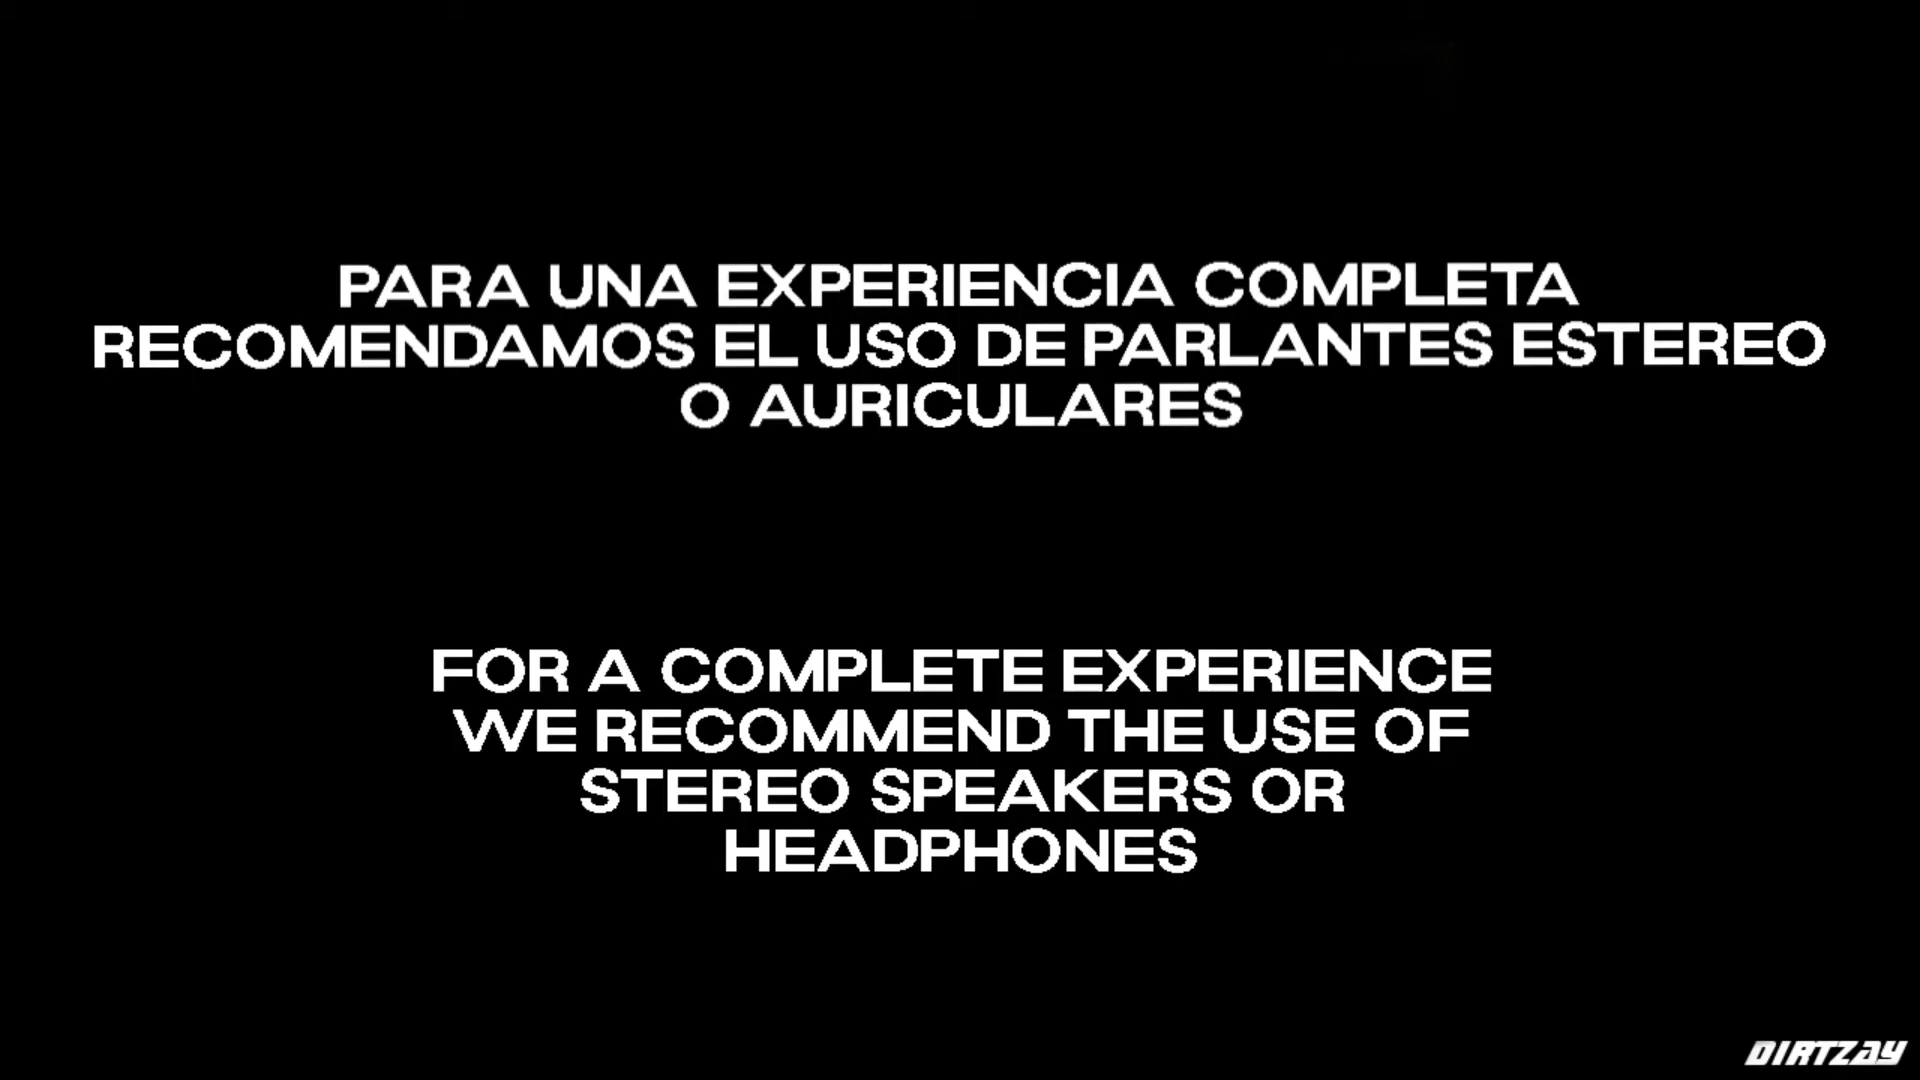 PARA UNA EXPERIENCIA COMPLETA
RECOMENDAMOS EL USO DE PARLANTES ESTEREO
O AURICULARES
FOR A COMPLETE EXPERIENCE
WE RECOMMEND THE USE OF
STEREO SPEAKERS OR
HEADPHONES
DIRTZAY